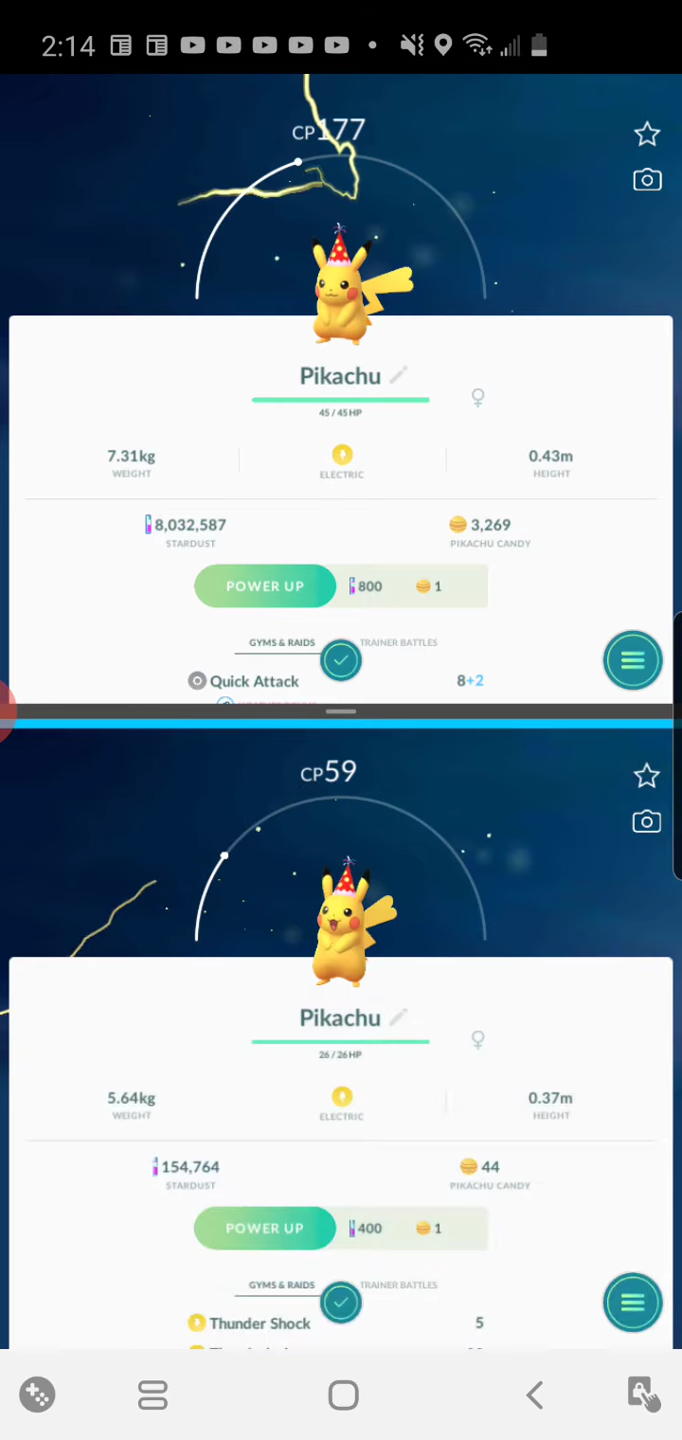 2:14
CP177
Pikachu
45 / 45 HP
7.31kg
WEIGHT
ELECTRIC
0.43m
HEIGHT
8,032,587
STARDUST
3,269
PIKACHU CANDY
POWER UP 800 1
GYMS & RAIDS TRAINER BATTLES
Quick Attack 8+2
CP59
Pikachu
26 / 26 HP
5.64kg
WEIGHT
ELECTRIC
0.37m
HEIGHT
154,764
STARDUST
44
PIKACHU CANDY
POWER UP 400 1
GYMS & RAIDS TRAINER BATTLES
Thunder Shock 5